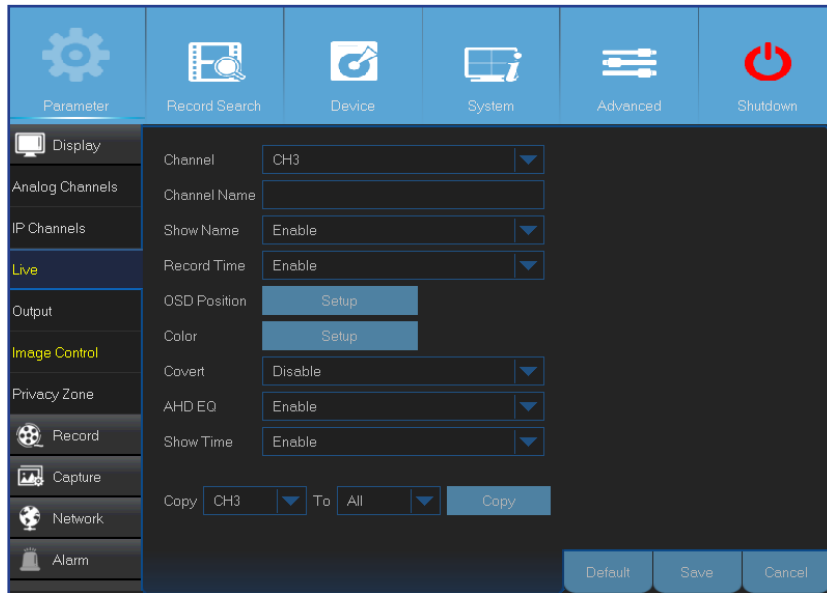 Parameter
Record Search
Device
System
Advanced
Shutdown
Display
Analog Channels
IP Channels
Live
Output
Image Control
Privacy Zone
Record
Capture
Network
Alarm
Channel CH3
Channel Name
Show Name Enable
Record Time Enable
OSD Position Setup
Color Setup
Covert Disable
AHD EQ Enable
Show Time Enable
Copy CH3 To All Copy
Default Save Cancel